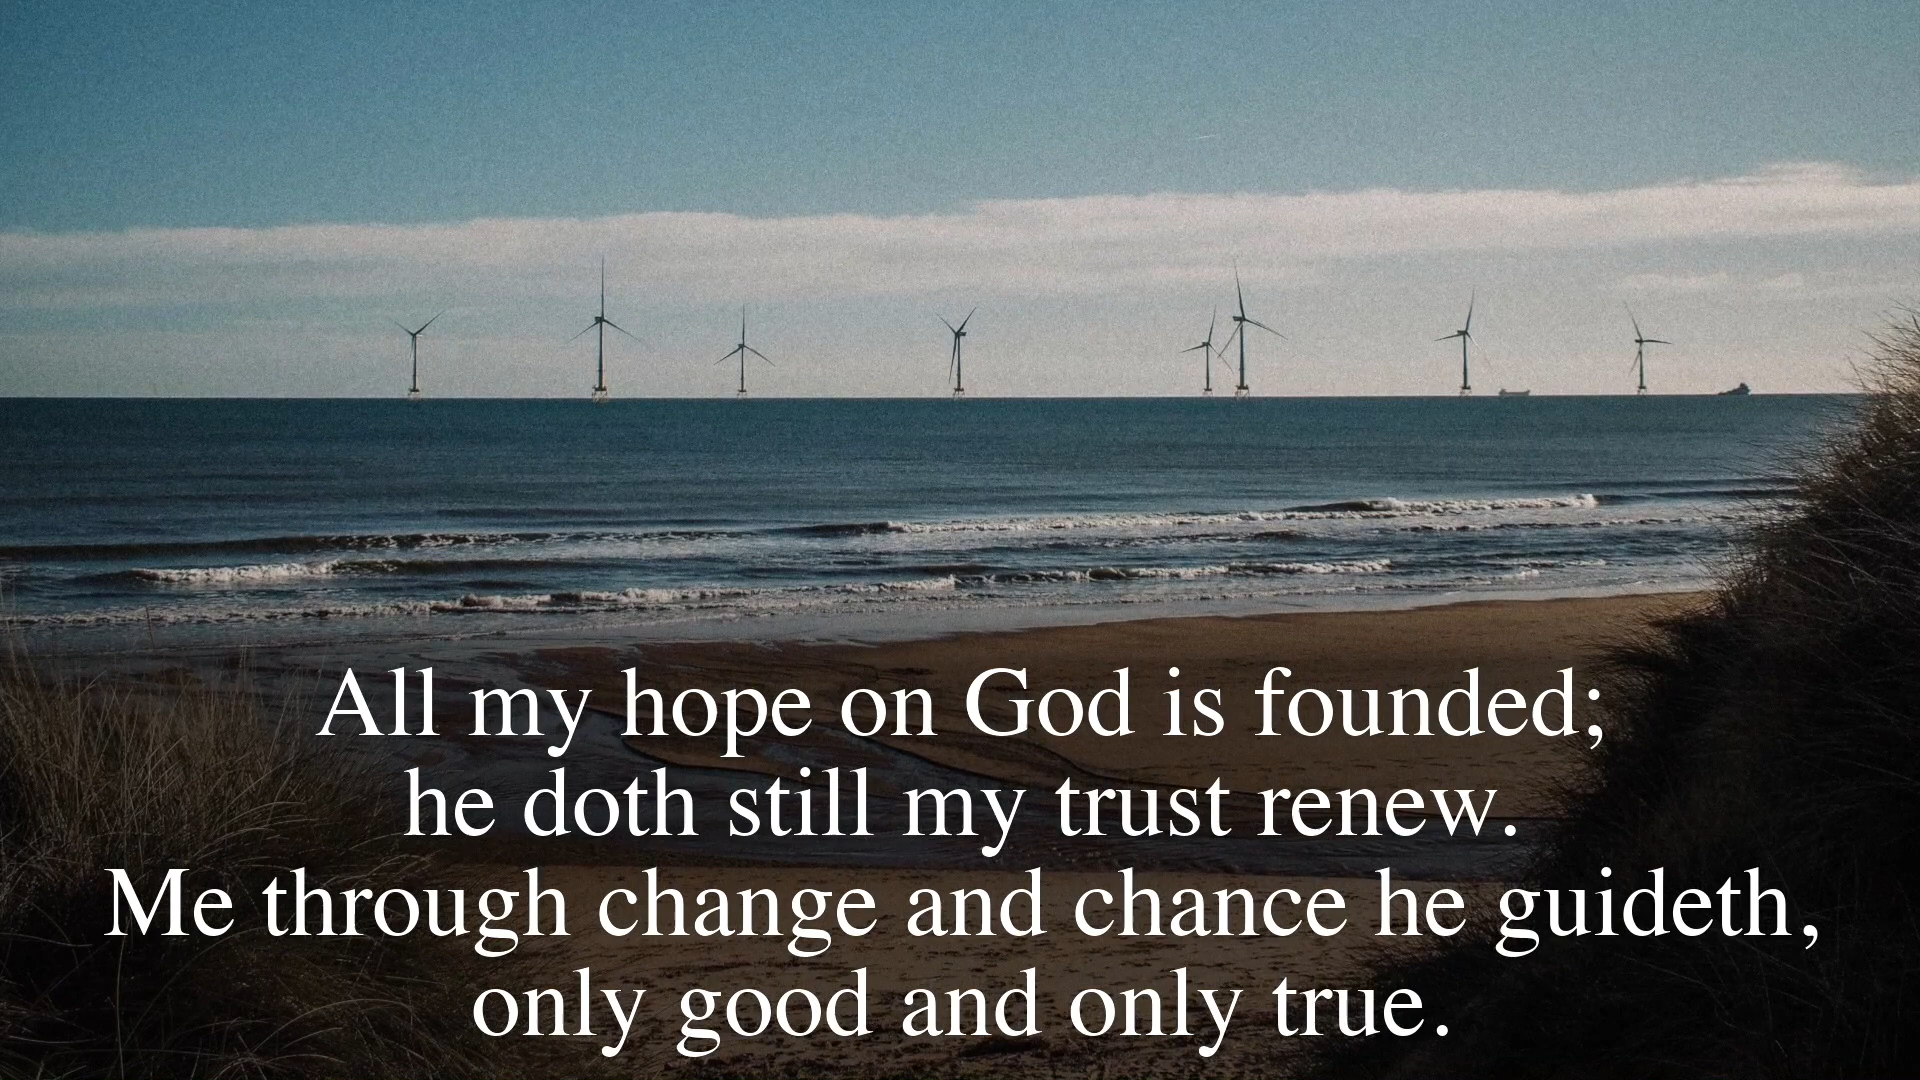 All my hope on God is founded;
he doth still my trust renew.
Me through change and chance he guideth,
only good and only true.